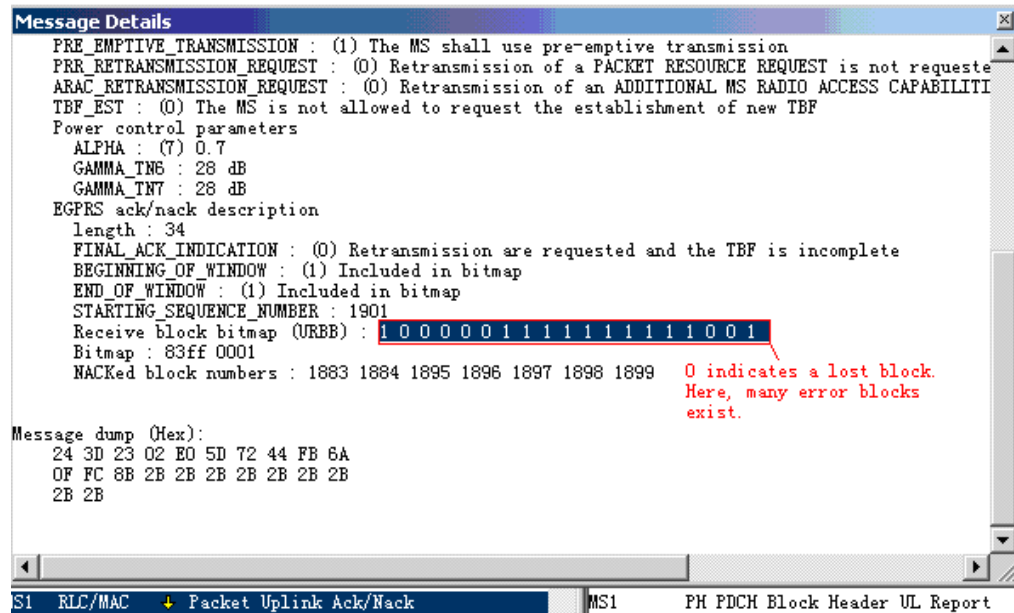 Message Details
PRE_EMPTIVE_TRANSMISSION : (1) The MS shall use pre-emptive transmission
PRR_RETRANSMISSION_REQUEST : (0) Retransmission of a PACKET RESOURCE REQUEST is not requeste
ARAC_RETRANSMISSION_REQUEST : (0) Retransmission of an ADDITIONAL MS RADIO ACCESS CAPABILITI
TBF_EST : (0) The MS is not allowed to request the establishment of new TBF
Power control parameters
ALPHA : (7) 0.7
GAMMA_TN6 : 28 dB
GAMMA_TN7 : 28 dB
EGPRS ack/nack description
length : 34
FINAL_ACK_INDICATION : (0) Retransmission are requested and the TBF is incomplete
BEGINNING_OF_WINDOW : (1) Included in bitmap
END_OF_WINDOW : (1) Included in bitmap
STARTING_SEQUENCE_NUMBER : 1901
Receive block bitmap (URBB) : 1 0 0 0 0 0 1 1 1 1 1 1 1 1 1 1 0 0 1
Bitmap : 83ff 0001
NACKed block numbers : 1883 1884 1895 1896 1897 1898 1899
0 indicates a lost block.
Here, many error blocks
exist.
Message dump (Hex):
24 3D 23 02 E0 5D 72 44 FB 6A
0F FC 8B 2B 2B 2B 2B 2B 2B 2B
2B 2B
S1 RLC/MAC Packet Uplink Ack/Nack
MS1 PH PDCH Block Header UL Report